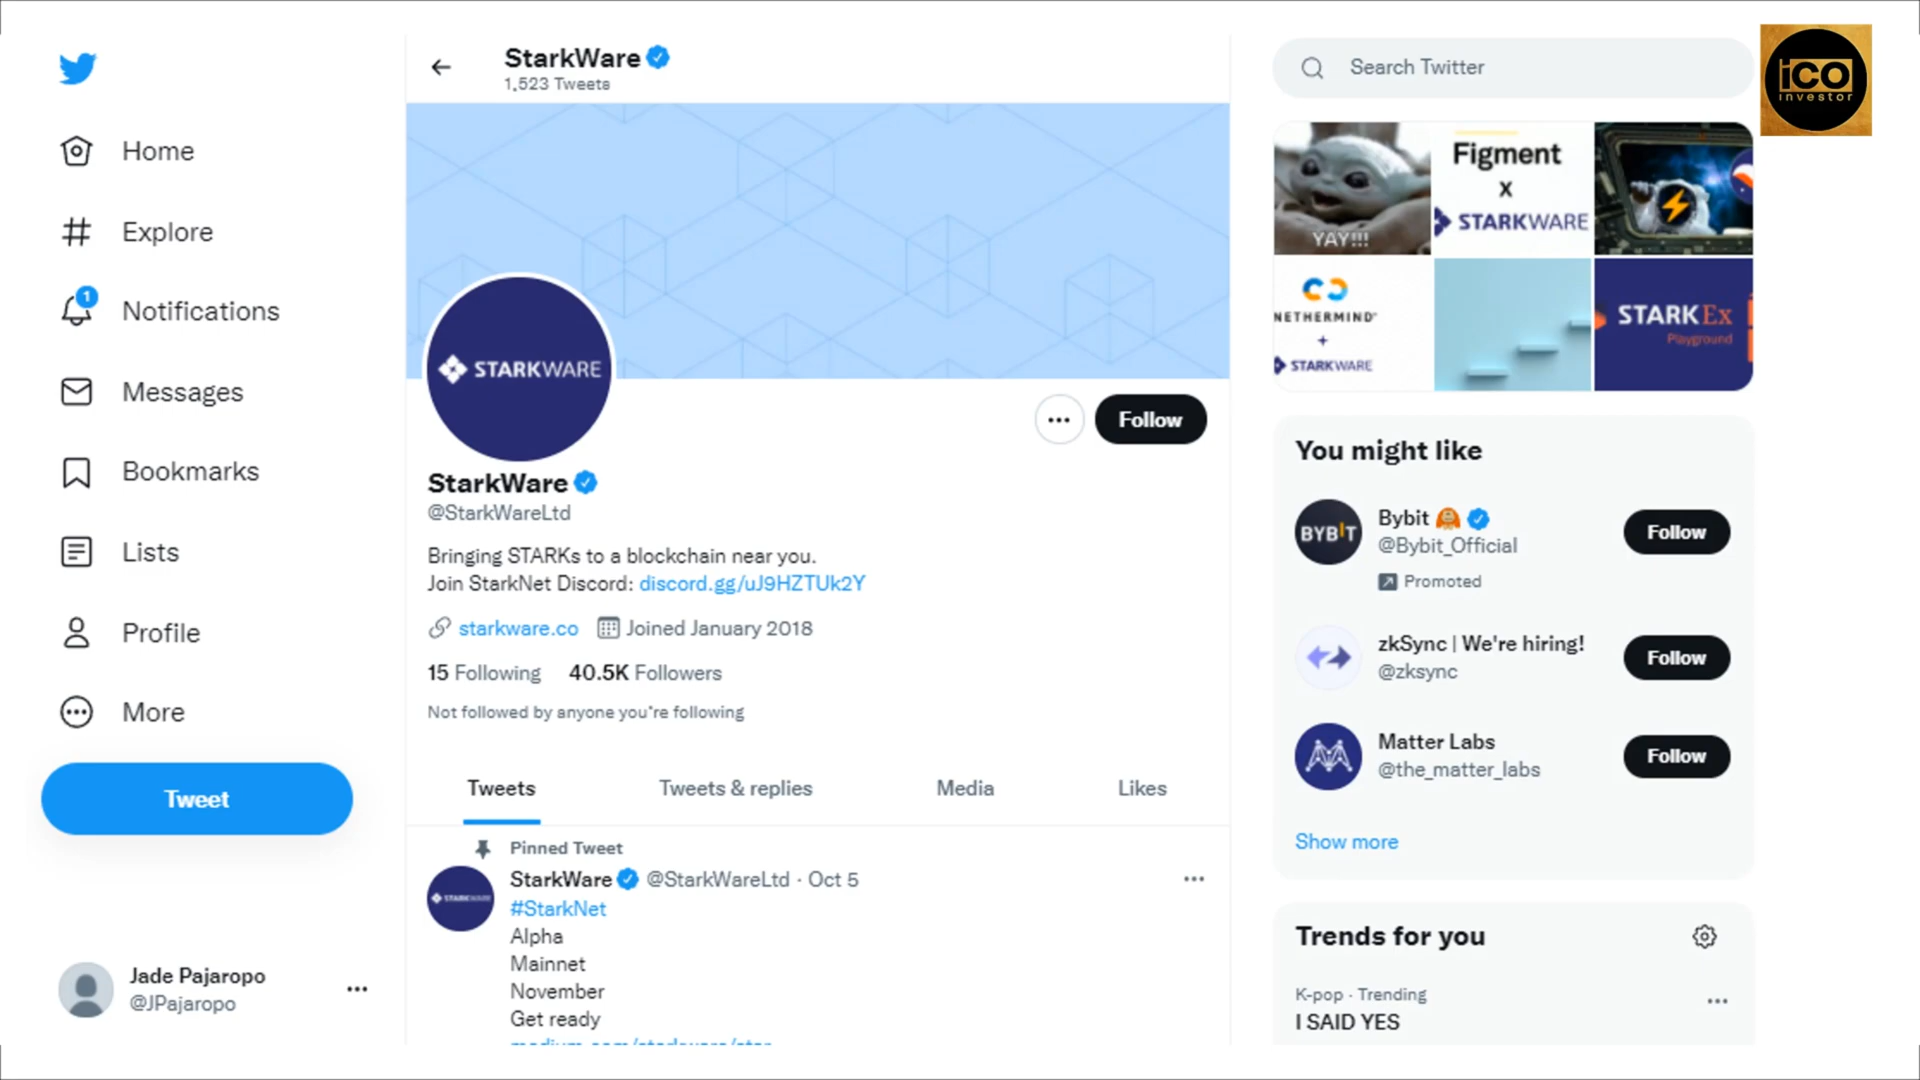 Home
Explore
1
Notifications
Messages
Bookmarks
Lists
Profile
More
Tweet
Jade Pajaropo
@JPajaropo
StarkWare
1,523 Tweets
STARKWARE
Follow
StarkWare
@StarkWareLtd
Bringing STARKs to a blockchain near you.
Join StarkNet Discord: discord.gg/uJ9HZTUk2Y
starkware.co Joined January 2018
15 Following 40.5K Followers
Not followed by anyone you're following
Tweets Tweets & replies Media Likes
Pinned Tweet
StarkWare @StarkWareLtd · Oct 5
STARKWARE
#StarkNet
Alpha
Mainnet
November
Get ready
Search Twitter
ico
investor
YAY!!!
Figment
x
STARKWARE
NETHERMIND
+
STARKWARE
STARKEx
Playground
You might like
BYBIT
Bybit
@Bybit_Official
Promoted
Follow
zkSync | We're hiring!
@zksync
Follow
Matter Labs
@the_matter_labs
Follow
Show more
Trends for you
K-pop · Trending
I SAID YES